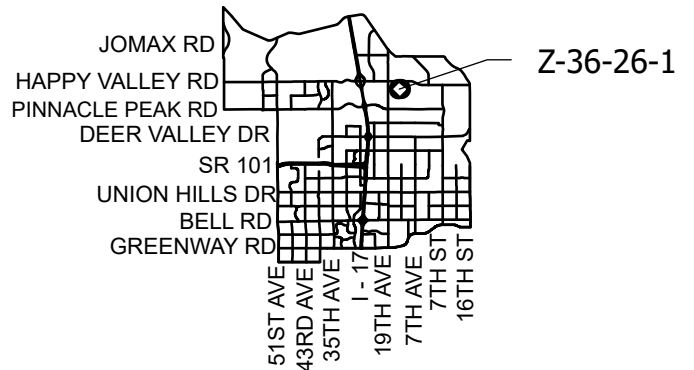 JOMAX RD
HAPPY VALLEY RD
PINNACLE PEAK RD
DEER VALLEY DR
SR 101
UNION HILLS DR
BELL RD
GREENWAY RD
Z-36-26-1
51ST AVE
43RD AVE
35TH AVE
I - 17
19TH AVE
7TH AVE
7TH ST
16TH ST